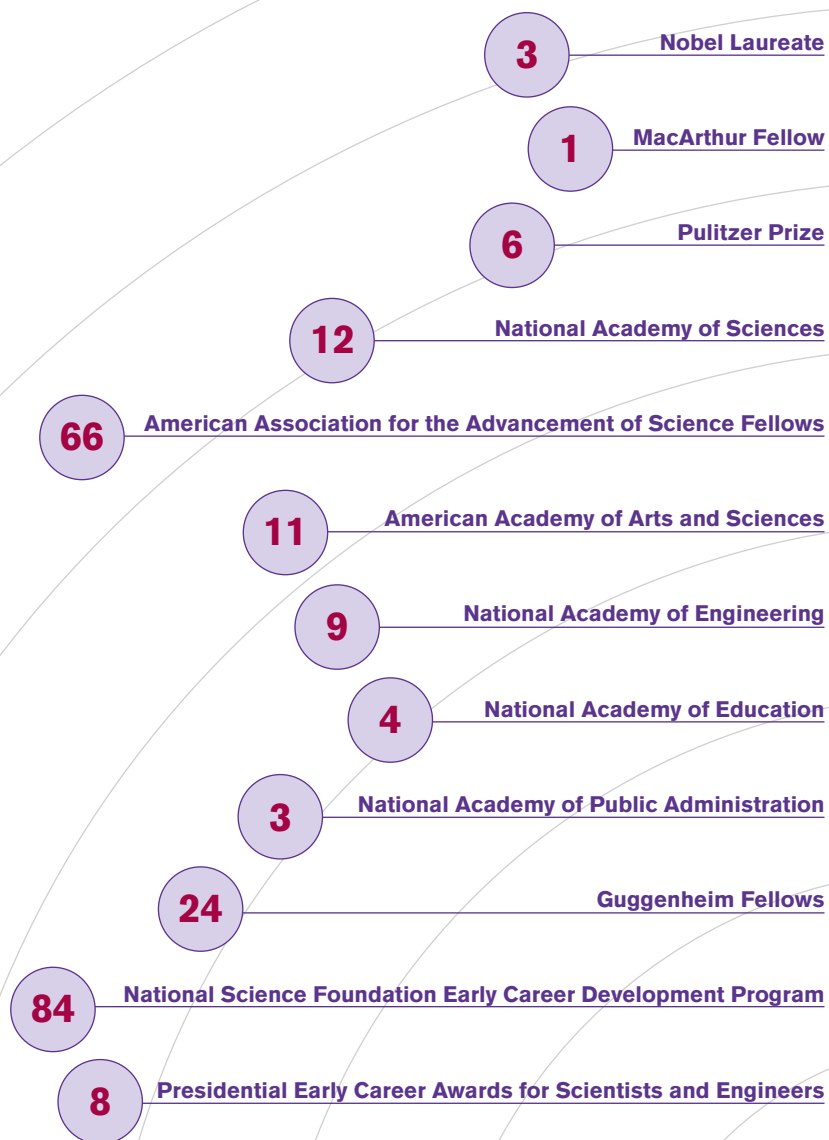 3 Nobel Laureate
1 MacArthur Fellow
6 Pulitzer Prize
12 National Academy of Sciences
66 American Association for the Advancement of Science Fellows
11 American Academy of Arts and Sciences
9 National Academy of Engineering
4 National Academy of Education
3 National Academy of Public Administration
24 Guggenheim Fellows
84 National Science Foundation Early Career Development Program
8 Presidential Early Career Awards for Scientists and Engineers